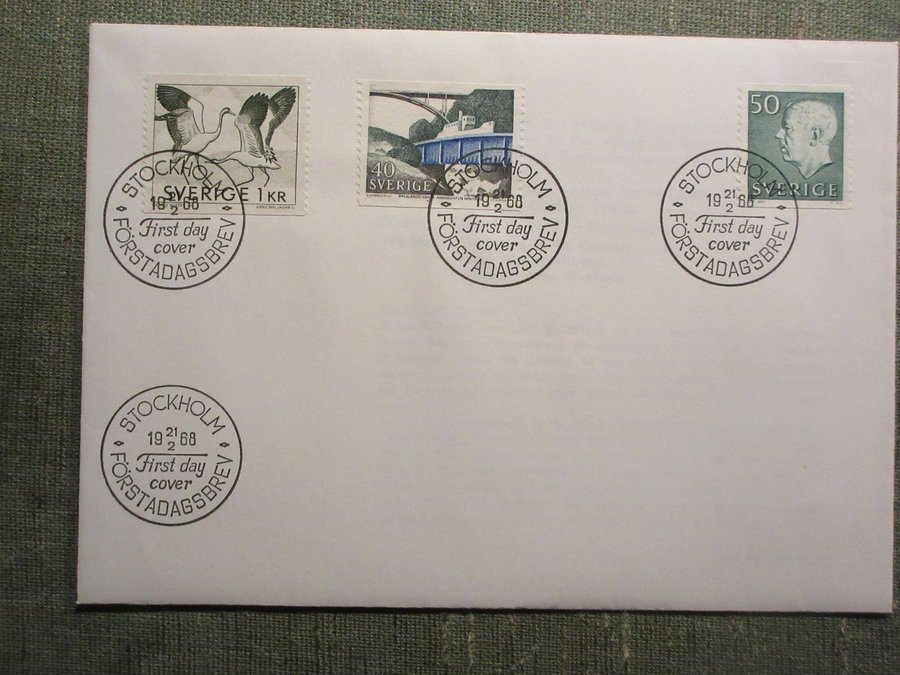 SVERIGE 1 KR
STOCKHOLM
19 21/2 68
First day
cover
FÖRSTADAGSBREV
40
SVERIGE
STOCKHOLM
19 21/2 68
First day
cover
FÖRSTADAGSBREV
50
SVERIGE
STOCKHOLM
19 21/2 68
First day
cover
FÖRSTADAGSBREV
STOCKHOLM
19 21/2 68
First day
cover
FÖRSTADAGSBREV